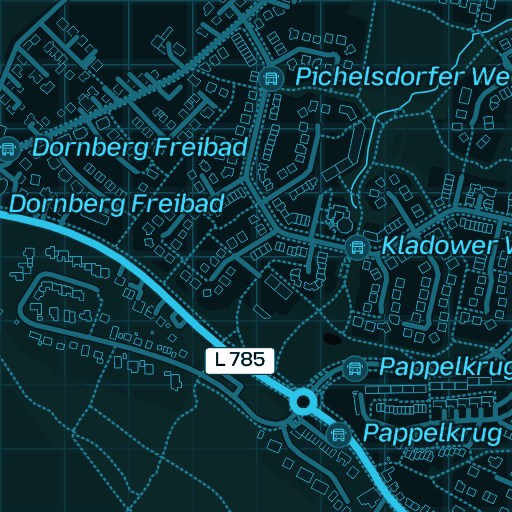 Pichelsdorfer We
Dornberg Freibad
Dornberg Freibad
Kladower W
L 785
Pappelkrug
Pappelkrug